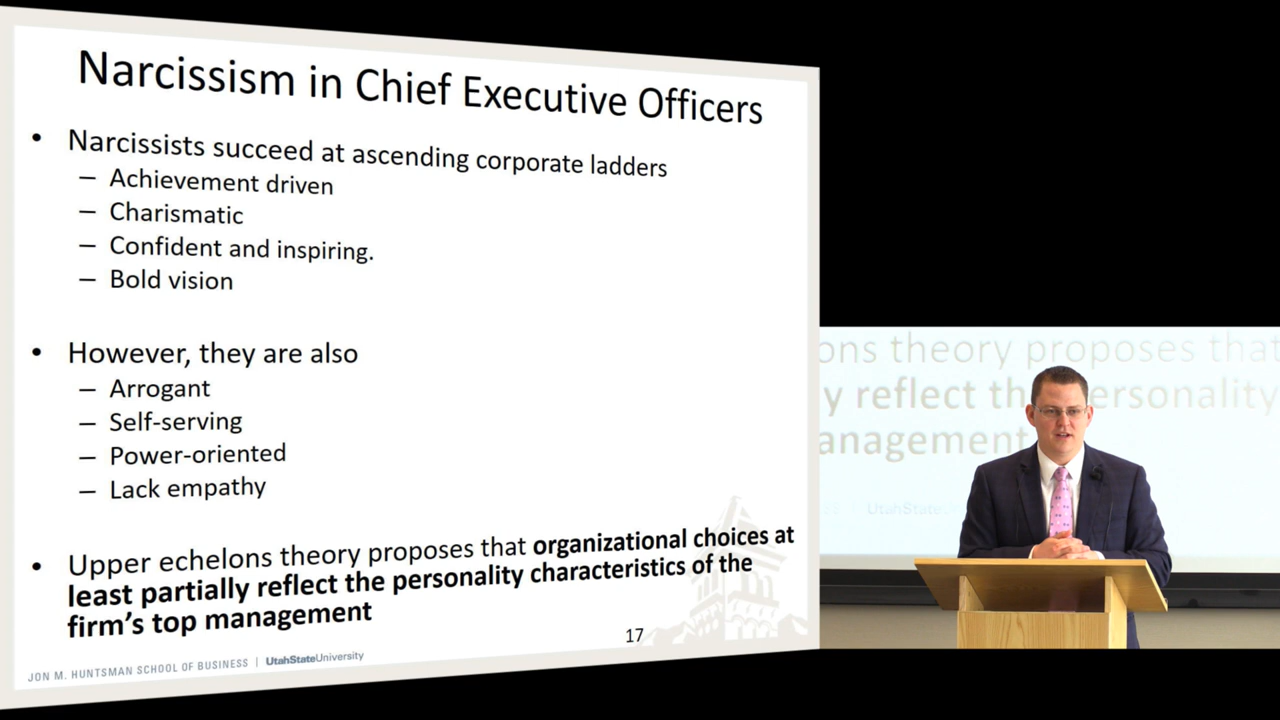 Narcissism in Chief Executive Officers
• Narcissists succeed at ascending corporate ladders
– Achievement driven
– Charismatic
– Confident and inspiring.
– Bold vision
• However, they are also
– Arrogant
– Self-serving
– Power-oriented
– Lack empathy
• Upper echelons theory proposes that organizational choices at
least partially reflect the personality characteristics of the
firm's top management
17
JON M. HUNTSMAN SCHOOL OF BUSINESS | UtahStateUniversity
ons theory proposes that
y reflect the personality
anagement
UtahState